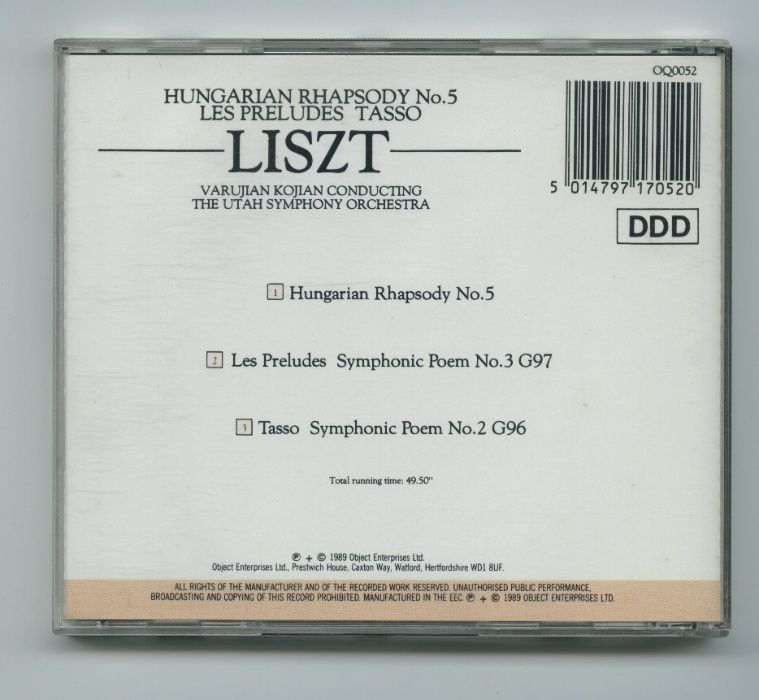 OQ0052
HUNGARIAN RHAPSODY No.5
LES PRELUDES TASSO
LISZT
VARUJIAN KOJIAN CONDUCTING
THE UTAH SYMPHONY ORCHESTRA
5 014797 170520
DDD
1 Hungarian Rhapsody No.5
2 Les Preludes Symphonic Poem No.3 G97
3 Tasso Symphonic Poem No.2 G96
Total running time: 49.50"
℗ + © 1989 Object Enterprises Ltd.
Object Enterprises Ltd., Prestwich House, Caxton Way, Watford, Hertfordshire WD1 8UF.
ALL RIGHTS OF THE MANUFACTURER AND OF THE RECORDED WORK RESERVED. UNAUTHORISED PUBLIC PERFORMANCE,
BROADCASTING AND COPYING OF THIS RECORD PROHIBITED. MANUFACTURED IN THE EEC ℗ + © 1989 OBJECT ENTERPRISES LTD.